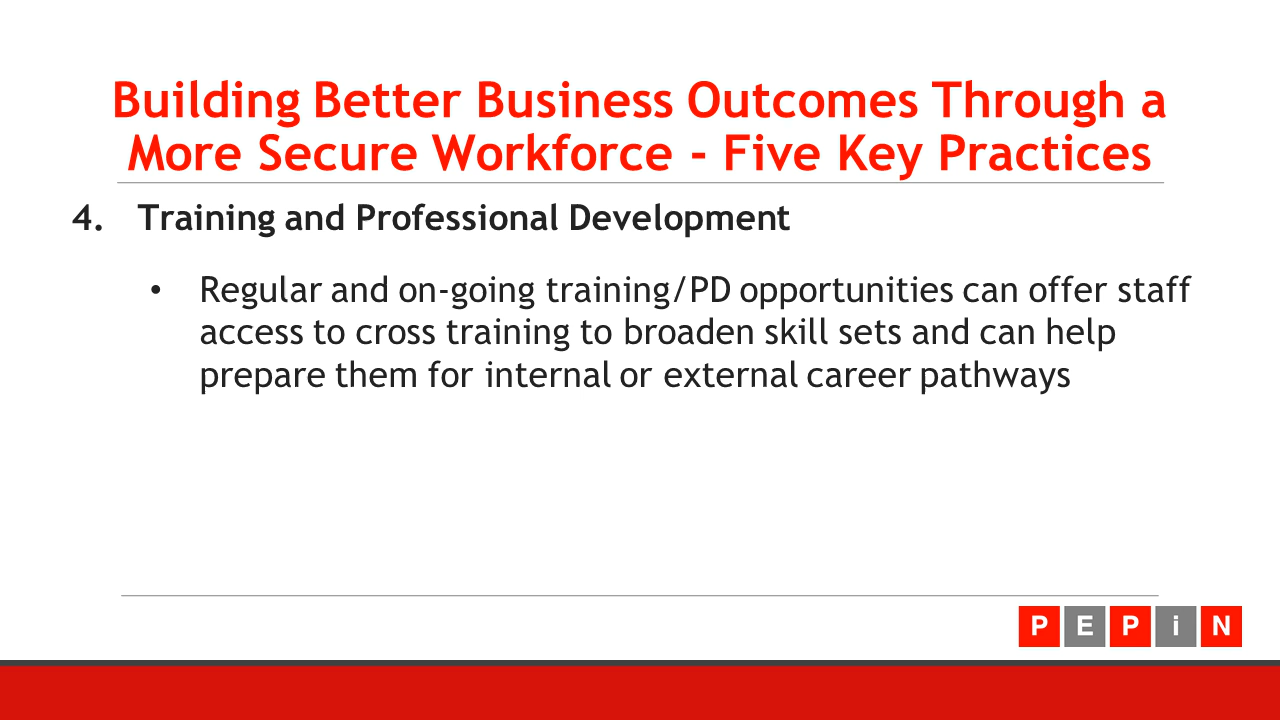 Building Better Business Outcomes Through a
More Secure Workforce - Five Key Practices
4. Training and Professional Development
• Regular and on-going training/PD opportunities can offer staff
access to cross training to broaden skill sets and can help
prepare them for internal or external career pathways
P E P i N